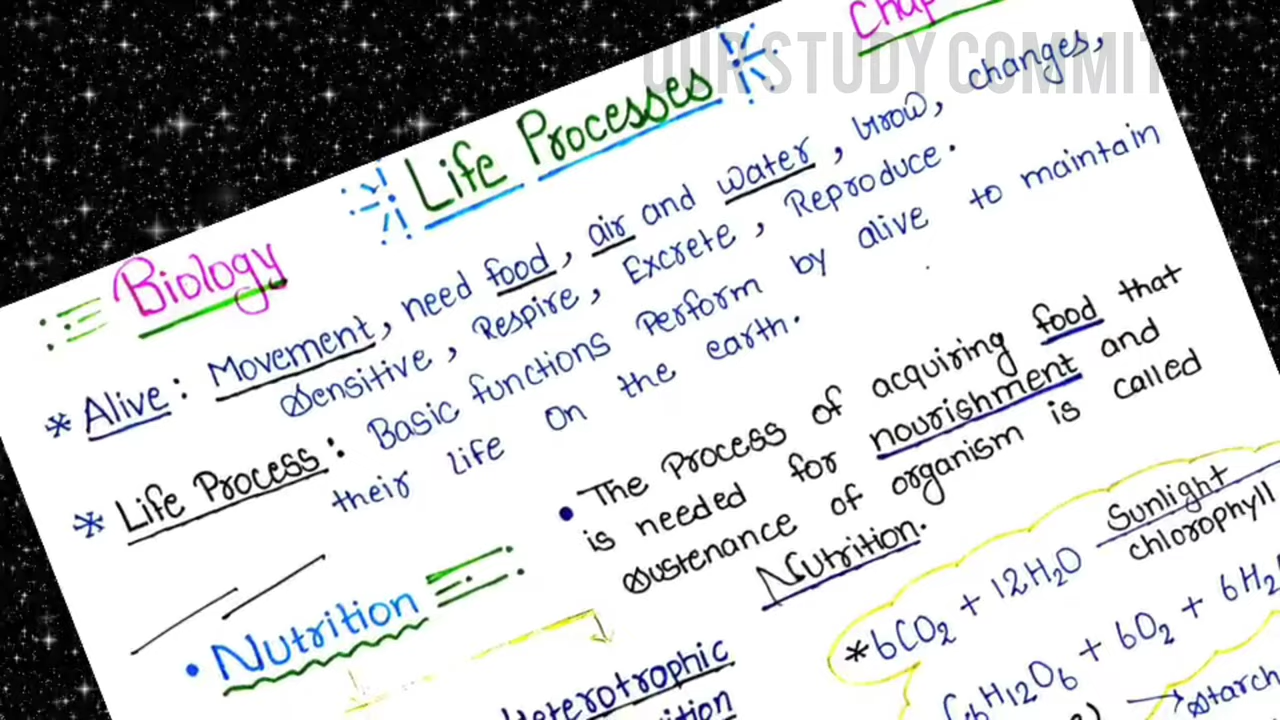 Chap
OUR STUDY COMMIT
Life Processes
Biology
* Alive: Movement, need food, air and water, Grow, changes,
Sensitive, Respire, Excrete, Reproduce.
* Life Process: Basic functions Perform by alive to maintain
their life on the earth.
• Nutrition
• The Process of acquiring food that
is needed for nourishment and
sustenance of organism is called
Nutrition.
Heterotrophic
Sunlight
*6CO2 + 12H2O
chlorophyll
C6H12O6 + 6O2 + 6H2O
→ Starch